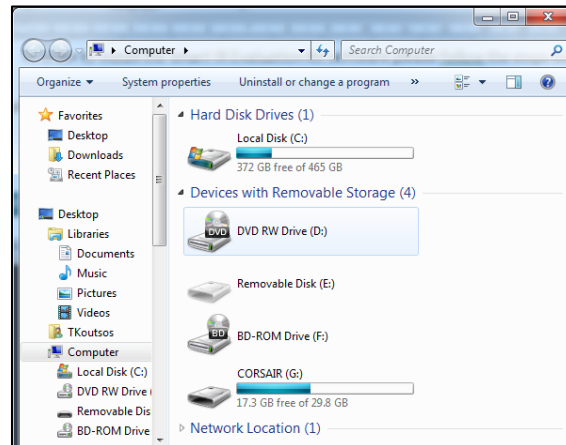 Computer
Search Computer
Organize
System properties
Uninstall or change a program
»
Favorites
Desktop
Downloads
Recent Places
Desktop
Libraries
Documents
Music
Pictures
Videos
TKoutsos
Computer
Local Disk (C:)
DVD RW Drive (
Removable Dis
BD-ROM Drive
Hard Disk Drives (1)
Local Disk (C:)
372 GB free of 465 GB
Devices with Removable Storage (4)
DVD
DVD RW Drive (D:)
Removable Disk (E:)
BD
BD-ROM Drive (F:)
CORSAIR (G:)
17.3 GB free of 29.8 GB
Network Location (1)